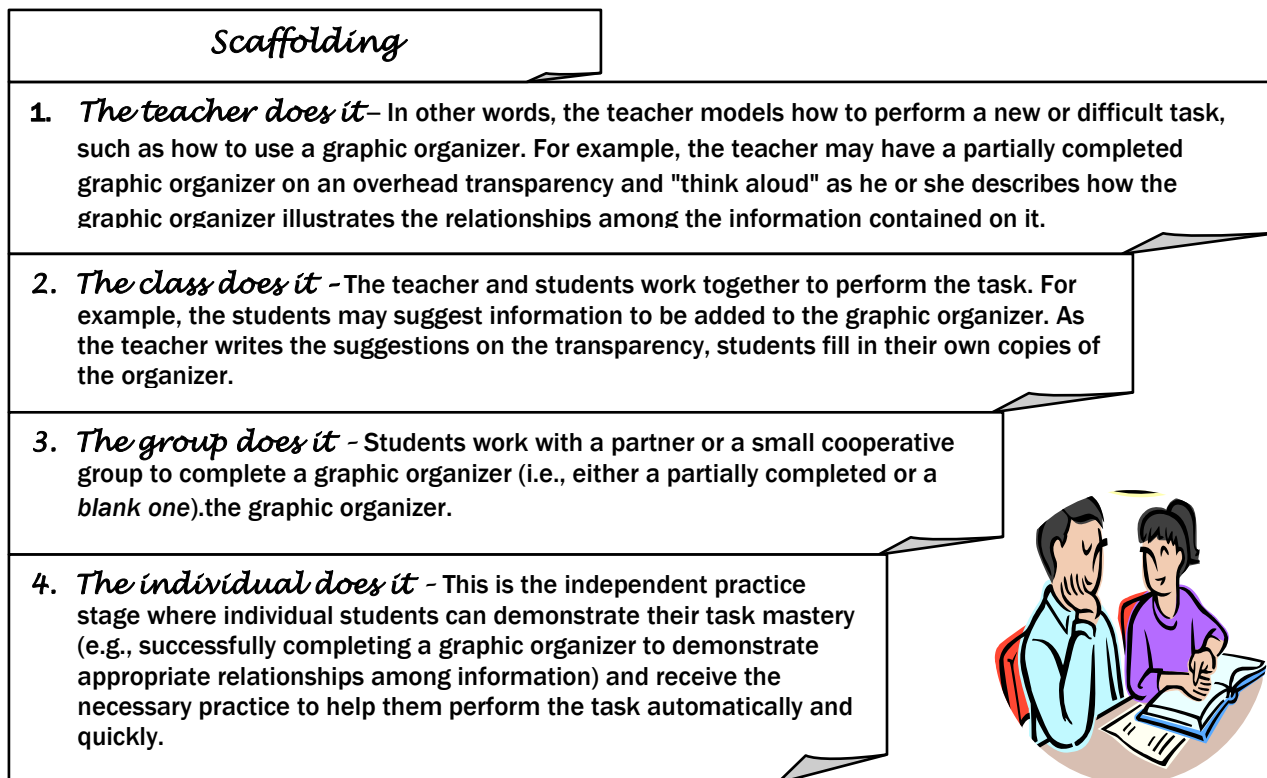 Scaffolding
1. The teacher does it – In other words, the teacher models how to perform a new or difficult task,
such as how to use a graphic organizer. For example, the teacher may have a partially completed
graphic organizer on an overhead transparency and "think aloud" as he or she describes how the
graphic organizer illustrates the relationships among the information contained on it.
2. The class does it – The teacher and students work together to perform the task. For
example, the students may suggest information to be added to the graphic organizer. As
the teacher writes the suggestions on the transparency, students fill in their own copies of
the organizer.
3. The group does it - Students work with a partner or a small cooperative
group to complete a graphic organizer (i.e., either a partially completed or a
blank one).the graphic organizer.
4. The individual does it - This is the independent practice
stage where individual students can demonstrate their task mastery
(e.g., successfully completing a graphic organizer to demonstrate
appropriate relationships among information) and receive the
necessary practice to help them perform the task automatically and
quickly.